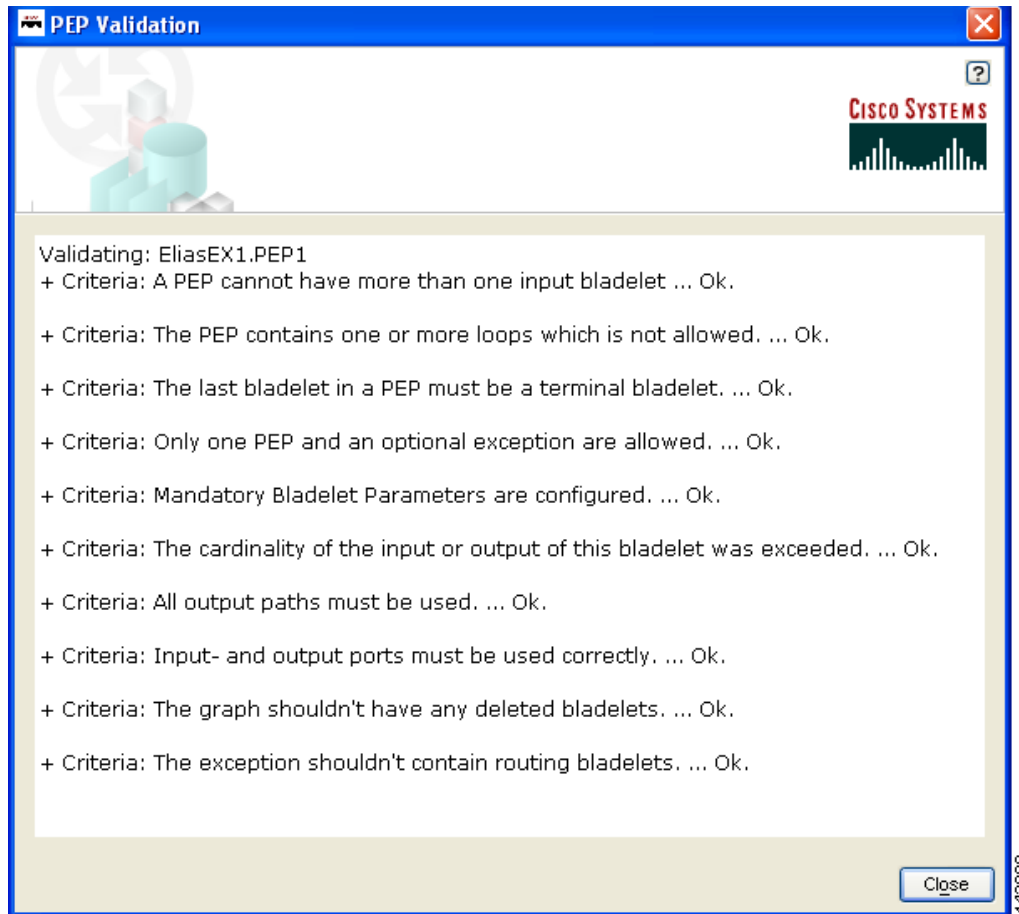 PEP Validation
?
CISCO SYSTEMS
Validating: EliasEX1.PEP1
+ Criteria: A PEP cannot have more than one input bladelet ... Ok.
+ Criteria: The PEP contains one or more loops which is not allowed. ... Ok.
+ Criteria: The last bladelet in a PEP must be a terminal bladelet. ... Ok.
+ Criteria: Only one PEP and an optional exception are allowed. ... Ok.
+ Criteria: Mandatory Bladelet Parameters are configured. ... Ok.
+ Criteria: The cardinality of the input or output of this bladelet was exceeded. ... Ok.
+ Criteria: All output paths must be used. ... Ok.
+ Criteria: Input- and output ports must be used correctly. ... Ok.
+ Criteria: The graph shouldn't have any deleted bladelets. ... Ok.
+ Criteria: The exception shouldn't contain routing bladelets. ... Ok.
Close